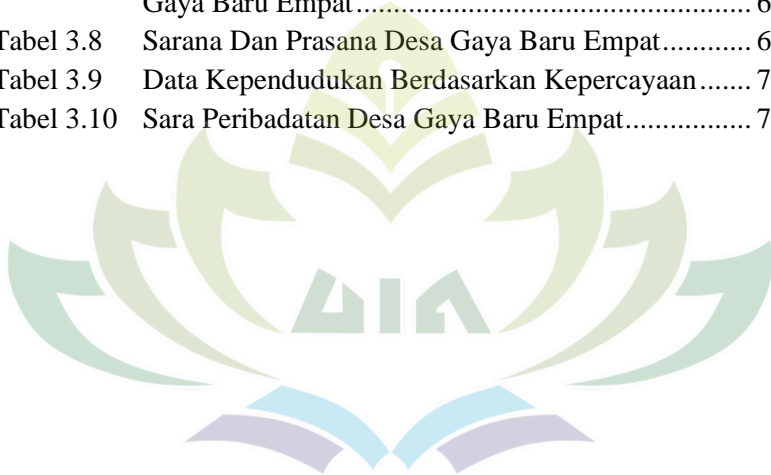 Gaya Baru Empat............................................................ 6
Tabel 3.8 Sarana Dan Prasana Desa Gaya Baru Empat............ 6
Tabel 3.9 Data Kependudukan Berdasarkan Kepercayaan....... 7
Tabel 3.10 Sara Peribadatan Desa Gaya Baru Empat................. 7
UIN